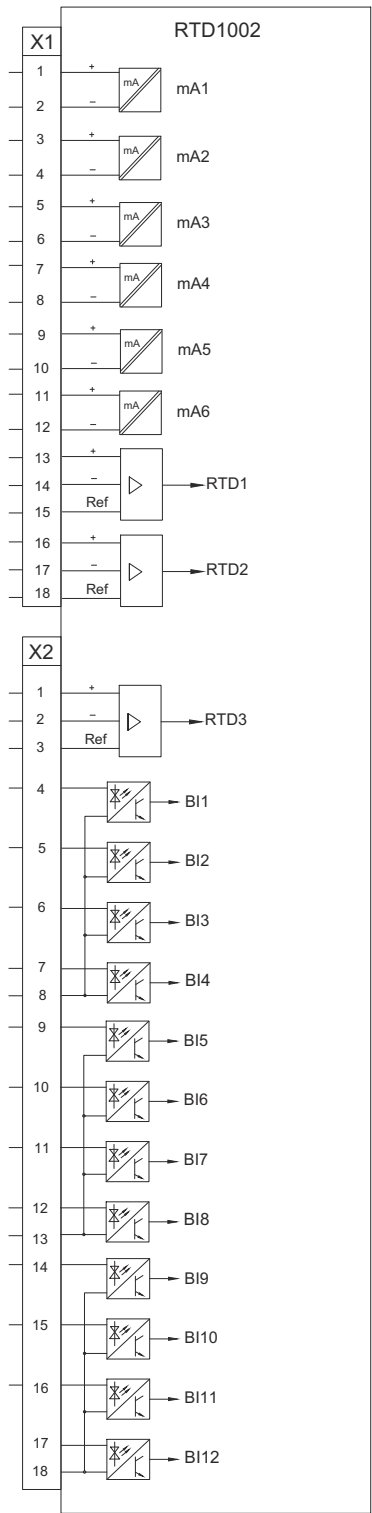 RTD1002
X1
1 +
mA mA1
2 −
3 +
mA mA2
4 −
5 +
mA mA3
6 −
7 +
mA mA4
8 −
9 +
mA mA5
10 −
11 +
mA mA6
12 −
13 +
14 − RTD1
15 Ref
16 +
17 − RTD2
18 Ref
X2
1 +
2 − RTD3
3 Ref
4
BI1
5
BI2
6
BI3
7
BI4
8
9
BI5
10
BI6
11
BI7
12
BI8
13
14
BI9
15
BI10
16
BI11
17
BI12
18